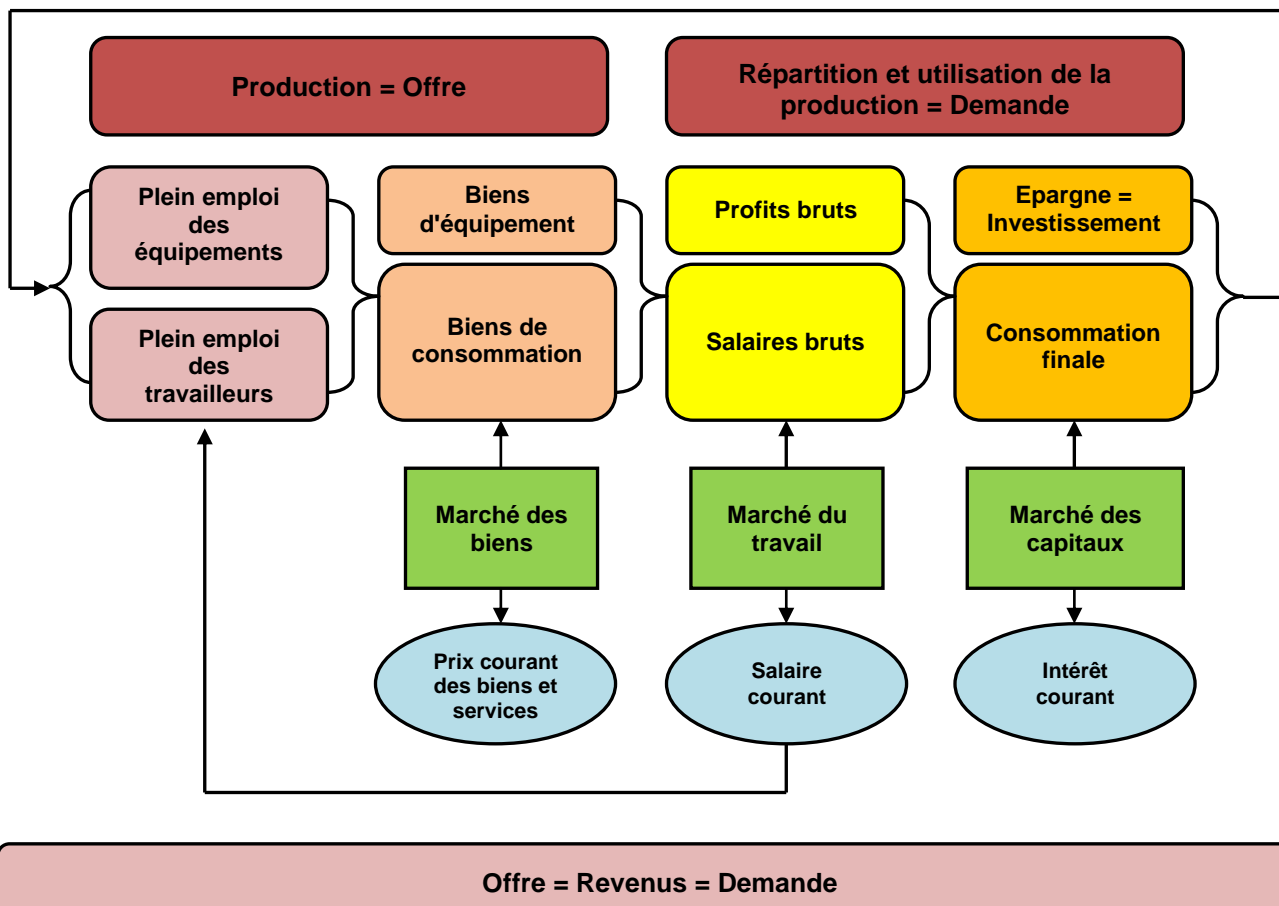 Production = Offre
Répartition et utilisation de la
production = Demande
Plein emploi
des
équipements
Biens
d'équipement
Profits bruts
Epargne =
Investissement
Plein emploi
des
travailleurs
Biens de
consommation
Salaires bruts
Consommation
finale
Marché des
biens
Marché du
travail
Marché des
capitaux
Prix courant
des biens et
services
Salaire
courant
Intérêt
courant
Offre = Revenus = Demande